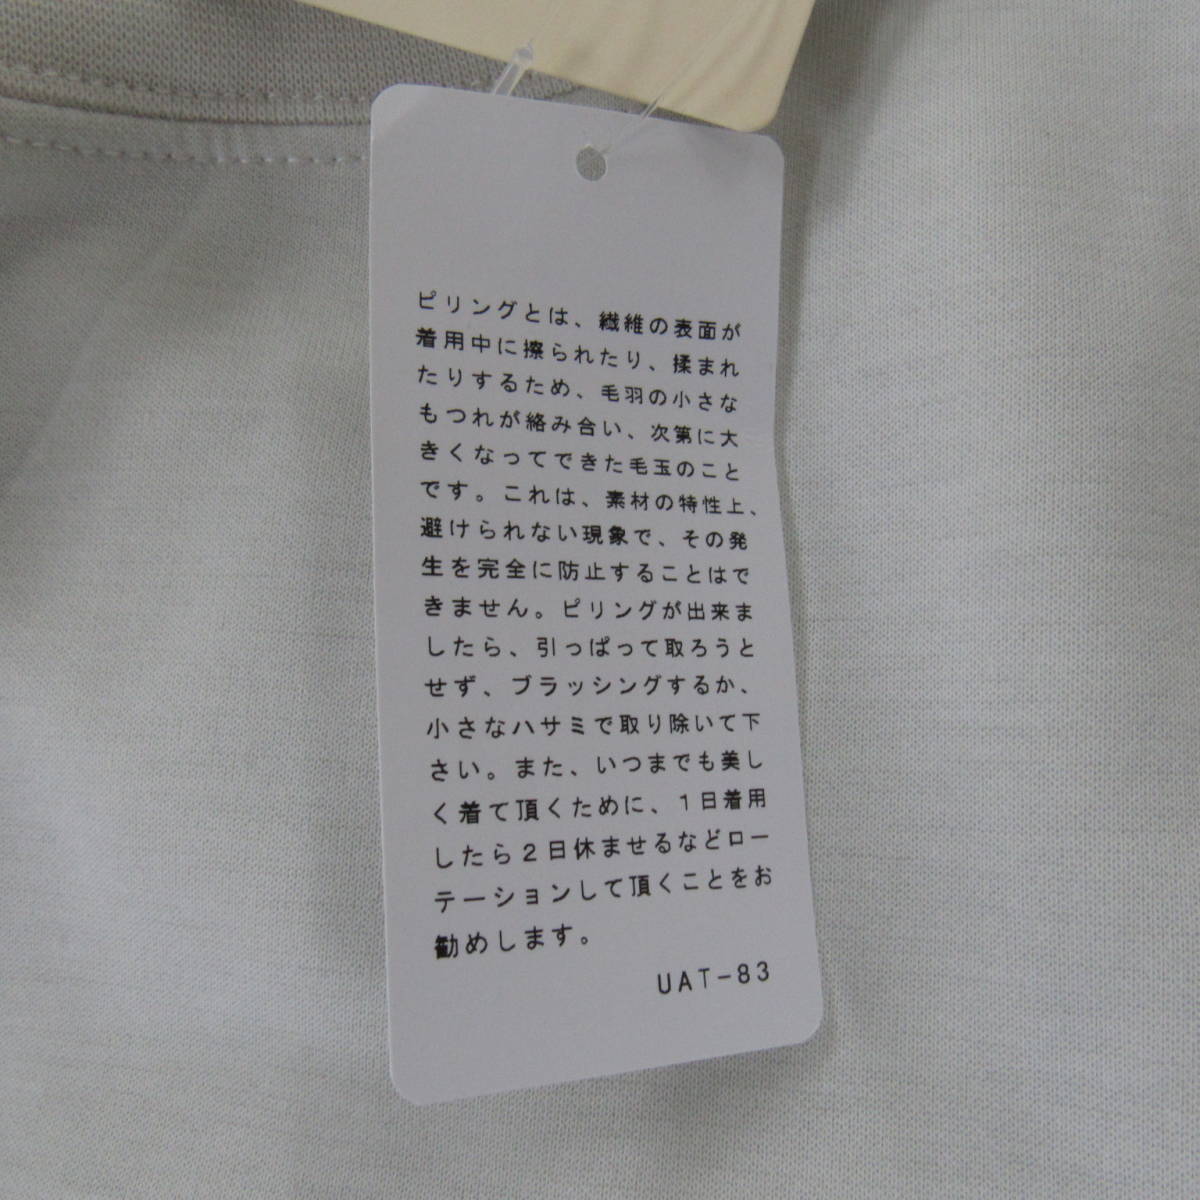 ピリングとは、繊維の表面が
着用中に擦られたり、揉まれ
たりするため、毛羽の小さな
もつれが絡み合い、次第に大
きくなってできた毛玉のこと
です。これは、素材の特性上、
避けられない現象で、その発
生を完全に防止することはで
きません。ピリングが出来ま
したら、引っぱって取ろうと
せず、ブラッシングするか、
小さなハサミで取り除いて下
さい。また、いつまでも美し
く着て頂くために、1日着用
したら2日休ませるなどロー
テーションして頂くことをお
勧めします。
UAT-83